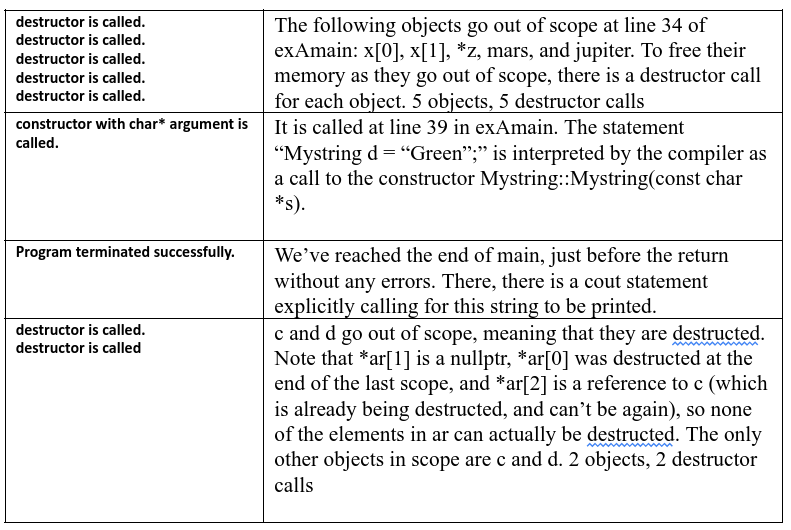 destructor is called.
destructor is called.
destructor is called.
destructor is called.
destructor is called.
The following objects go out of scope at line 34 of
exAmain: x[0], x[1], *z, mars, and jupiter. To free their
memory as they go out of scope, there is a destructor call
for each object. 5 objects, 5 destructor calls
constructor with char* argument is
called.
It is called at line 39 in exAmain. The statement
“Mystring d = “Green”;” is interpreted by the compiler as
a call to the constructor Mystring::Mystring(const char
*s).
Program terminated successfully.
We’ve reached the end of main, just before the return
without any errors. There, there is a cout statement
explicitly calling for this string to be printed.
destructor is called.
destructor is called
c and d go out of scope, meaning that they are destructed.
Note that *ar[1] is a nullptr, *ar[0] was destructed at the
end of the last scope, and *ar[2] is a reference to c (which
is already being destructed, and can’t be again), so none
of the elements in ar can actually be destructed. The only
other objects in scope are c and d. 2 objects, 2 destructor
calls